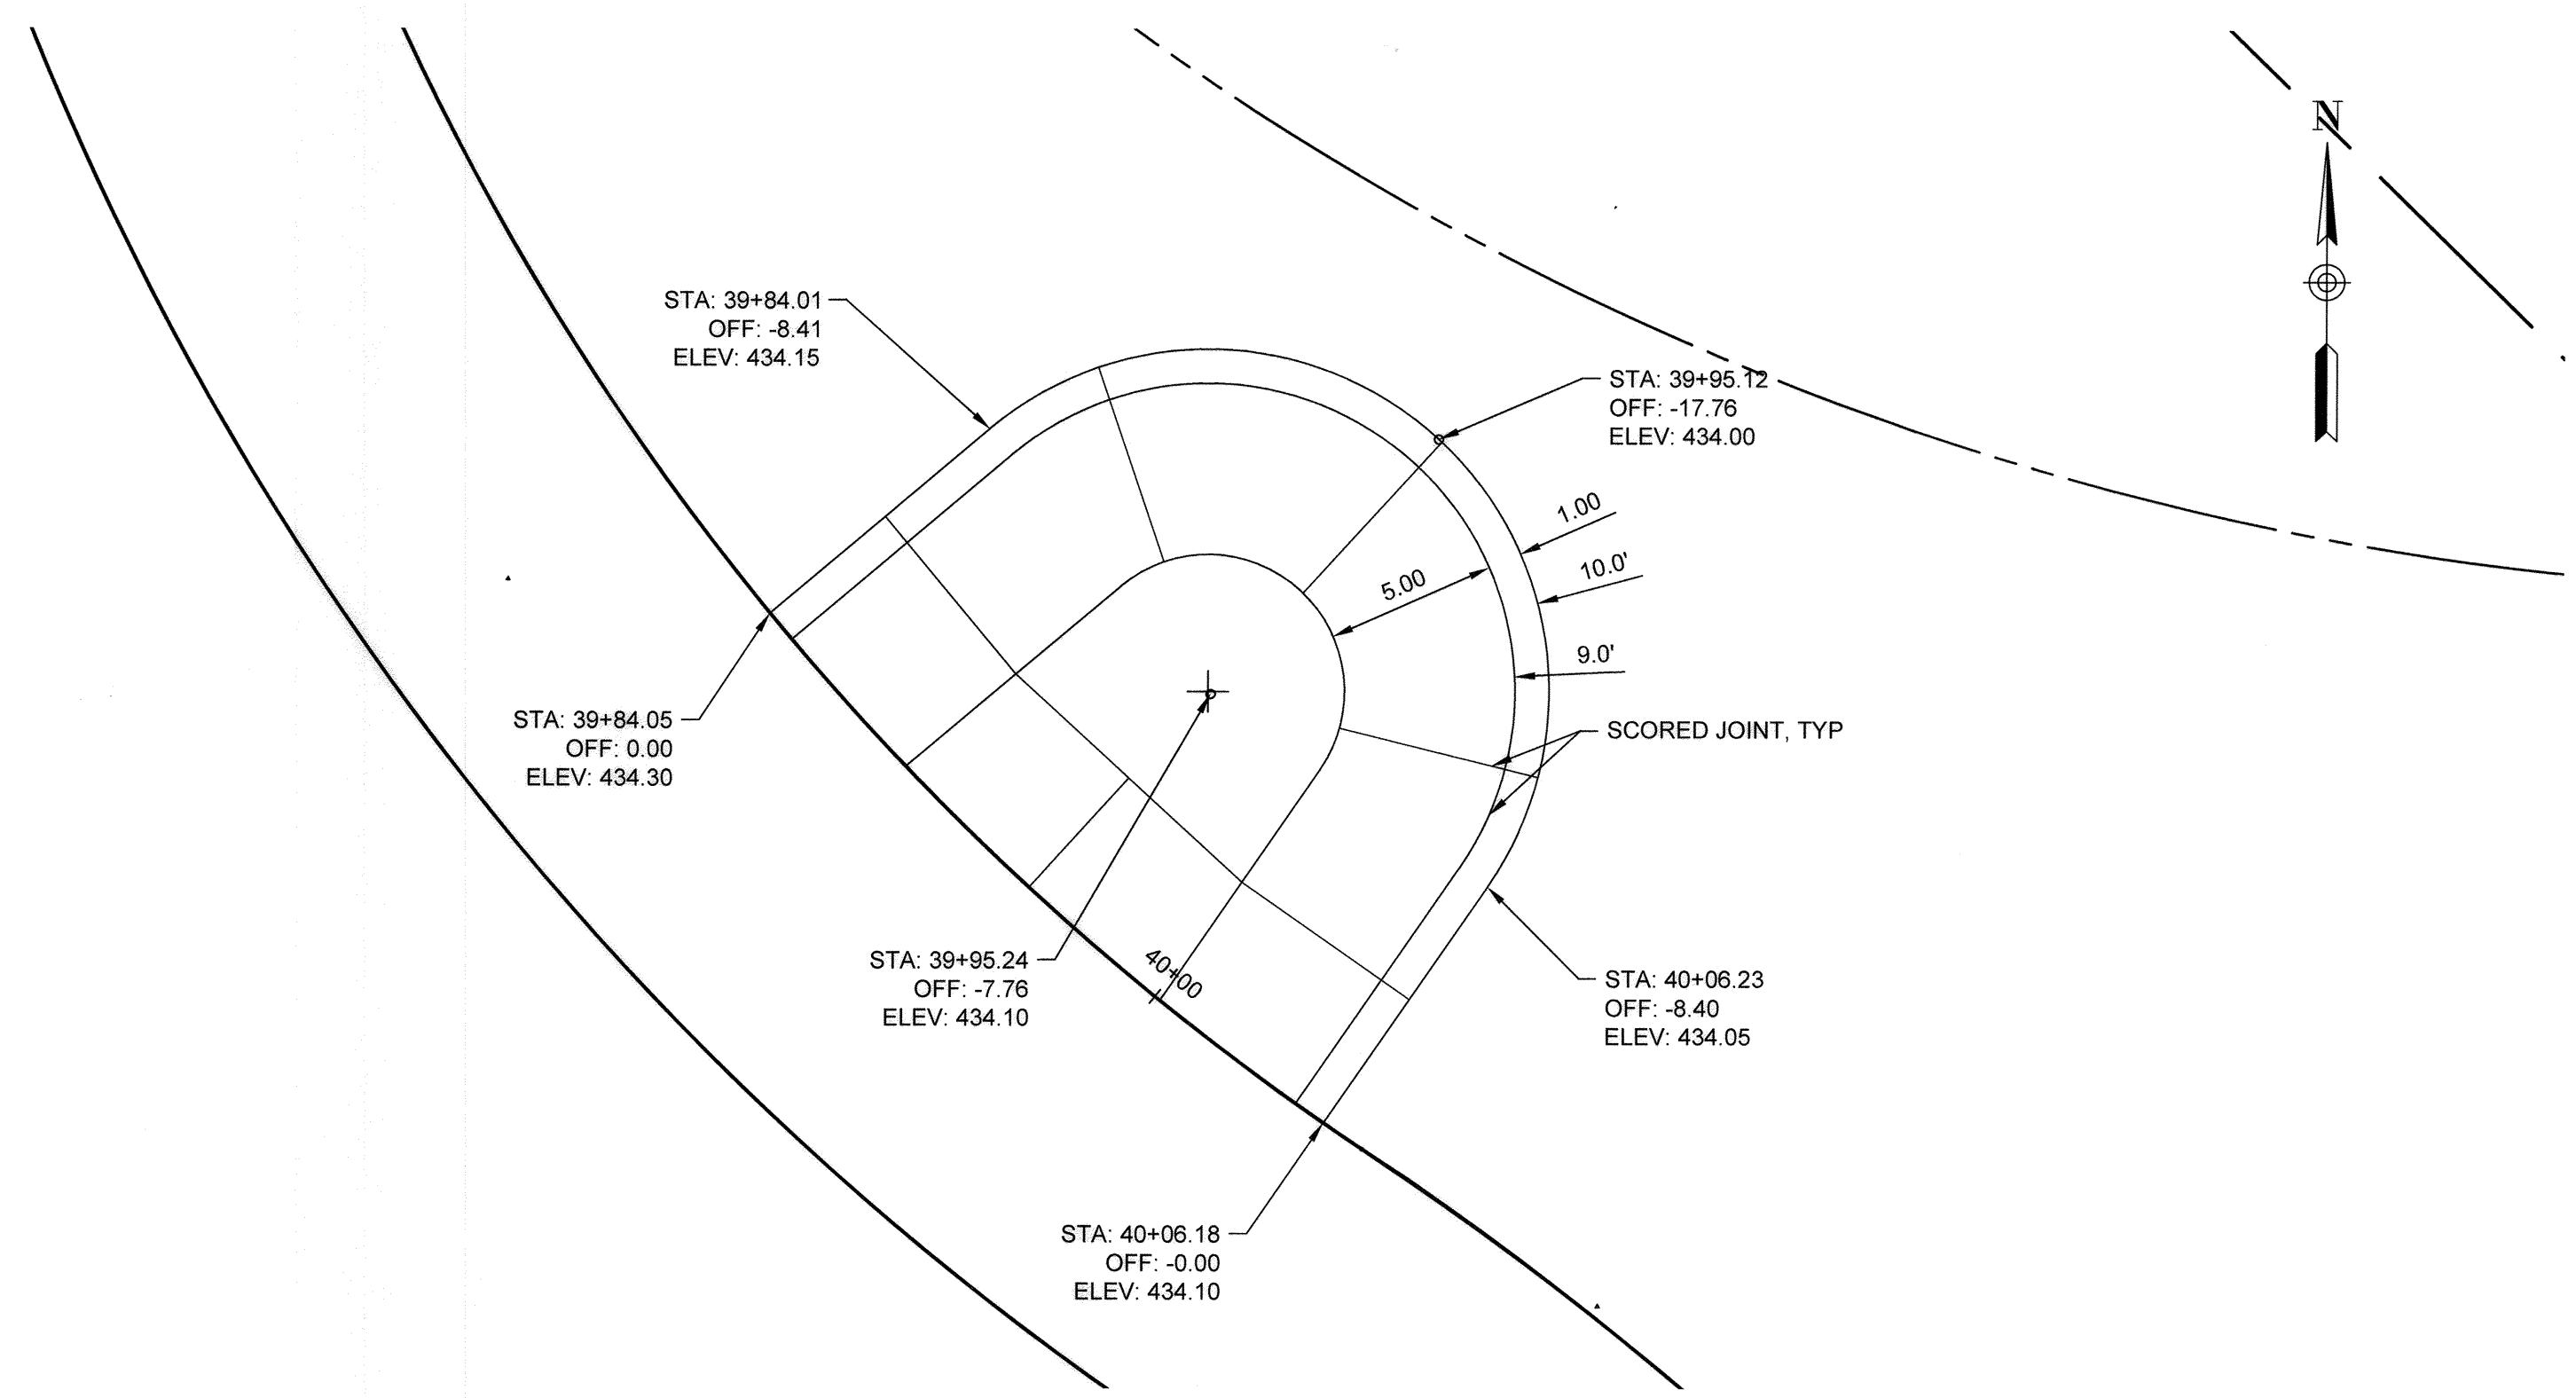 N
STA: 39+84.01
OFF: -8.41
ELEV: 434.15
STA: 39+95.12
OFF: -17.76
ELEV: 434.00
1.00
10.0'
5.00
9.0'
SCORED JOINT, TYP
STA: 39+84.05
OFF: 0.00
ELEV: 434.30
STA: 39+95.24
OFF: -7.76
ELEV: 434.10
40+00
STA: 40+06.23
OFF: -8.40
ELEV: 434.05
STA: 40+06.18
OFF: -0.00
ELEV: 434.10